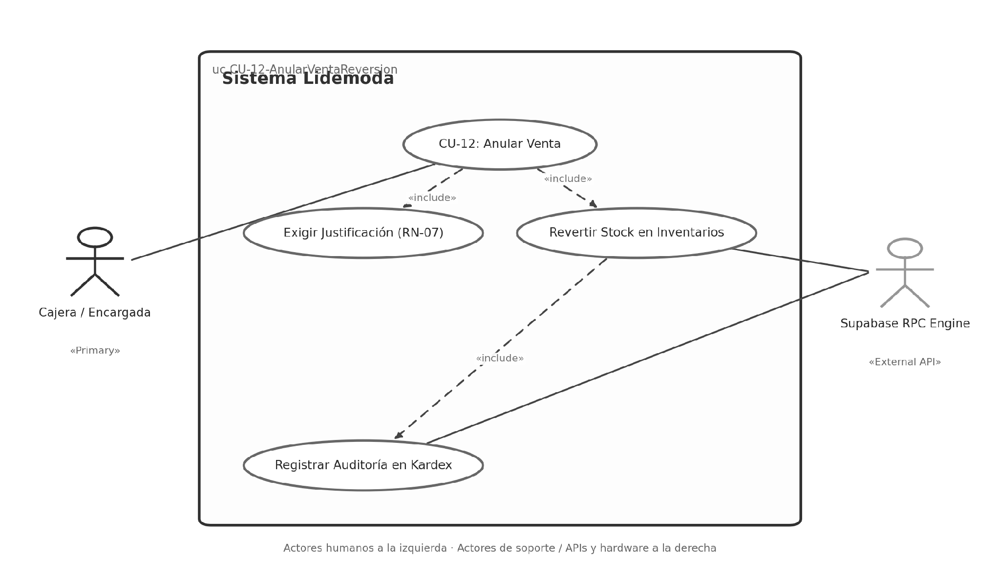 uc CU-12-AnularVentaReversion
Sistema Lidemoda
CU-12: Anular Venta
«include»
«include»
Exigir Justificación (RN-07)
Revertir Stock en Inventarios
Cajera / Encargada
«Primary»
Supabase RPC Engine
«External API»
«include»
Registrar Auditoría en Kardex
Actores humanos a la izquierda · Actores de soporte / APIs y hardware a la derecha